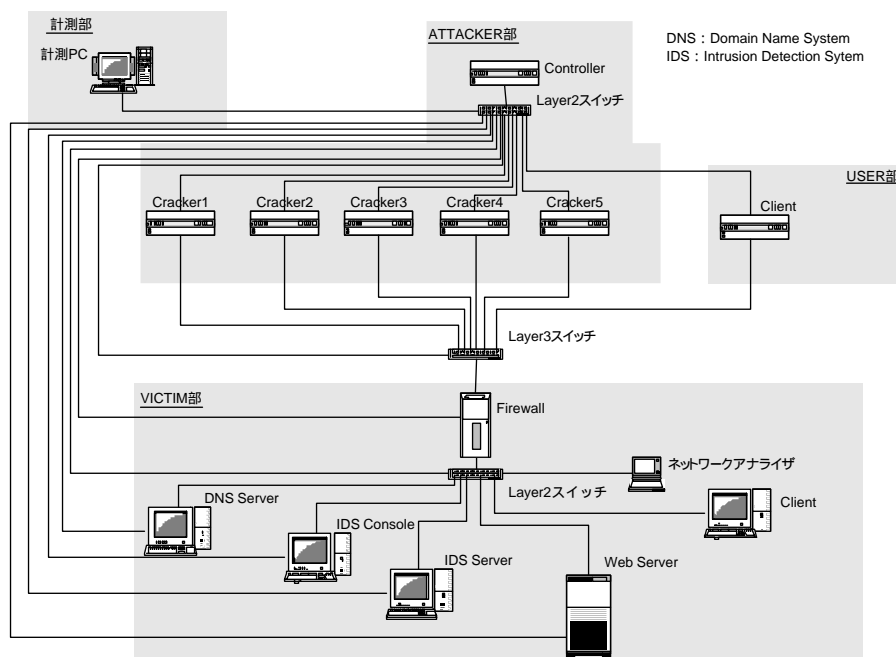 計測部
計測PC
ATTACKER部
Controller
Layer2スイッチ
DNS：Domain Name System
IDS：Intrusion Detection Sytem
Cracker1
Cracker2
Cracker3
Cracker4
Cracker5
USER部
Client
Layer3スイッチ
VICTIM部
Firewall
ネットワークアナライザ
Layer2スイッチ
DNS Server
IDS Console
IDS Server
Web Server
Client